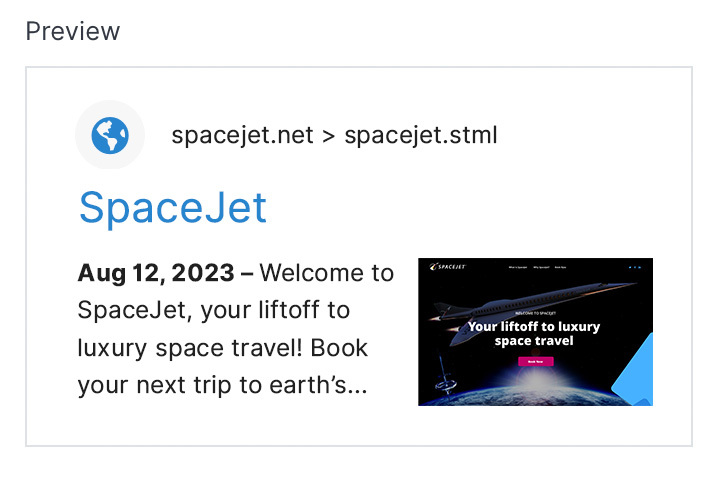 Preview
spacejet.net > spacejet.stml
SpaceJet
Aug 12, 2023 – Welcome to
SpaceJet, your liftoff to
luxury space travel! Book
your next trip to earth’s...
SPACEJET
What is SpaceJet Why SpaceJet? Book Now
WELCOME TO SPACEJET
Your liftoff to luxury
space travel
Book Now